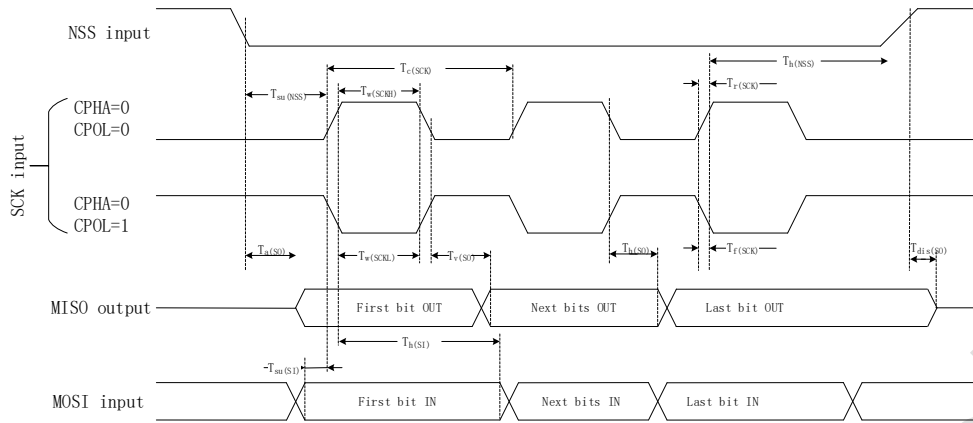 NSS input
Tc(SCK)
Th(NSS)
Tsu(NSS)
Tw(SCKH)
Tr(SCK)
SCK input
CPHA=0
CPOL=0
CPHA=0
CPOL=1
Ta(SO)
Tw(SCKL)
Tv(SO)
Th(SO)
Tf(SCK)
Tdis(SO)
MISO output
First bit OUT
Next bits OUT
Last bit OUT
Th(SI)
Tsu(SI)
MOSI input
First bit IN
Next bits IN
Last bit IN